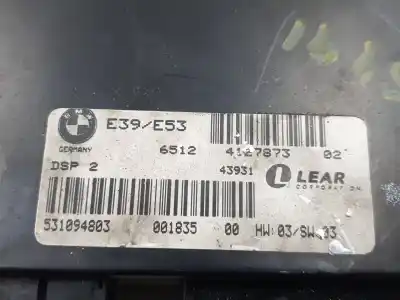 BMW
E39/E53
GERMANY 6512 4127873 02
DSP 2 43931 LEAR
CORPORATION
531094803 001835 00 HW:03/SW:33